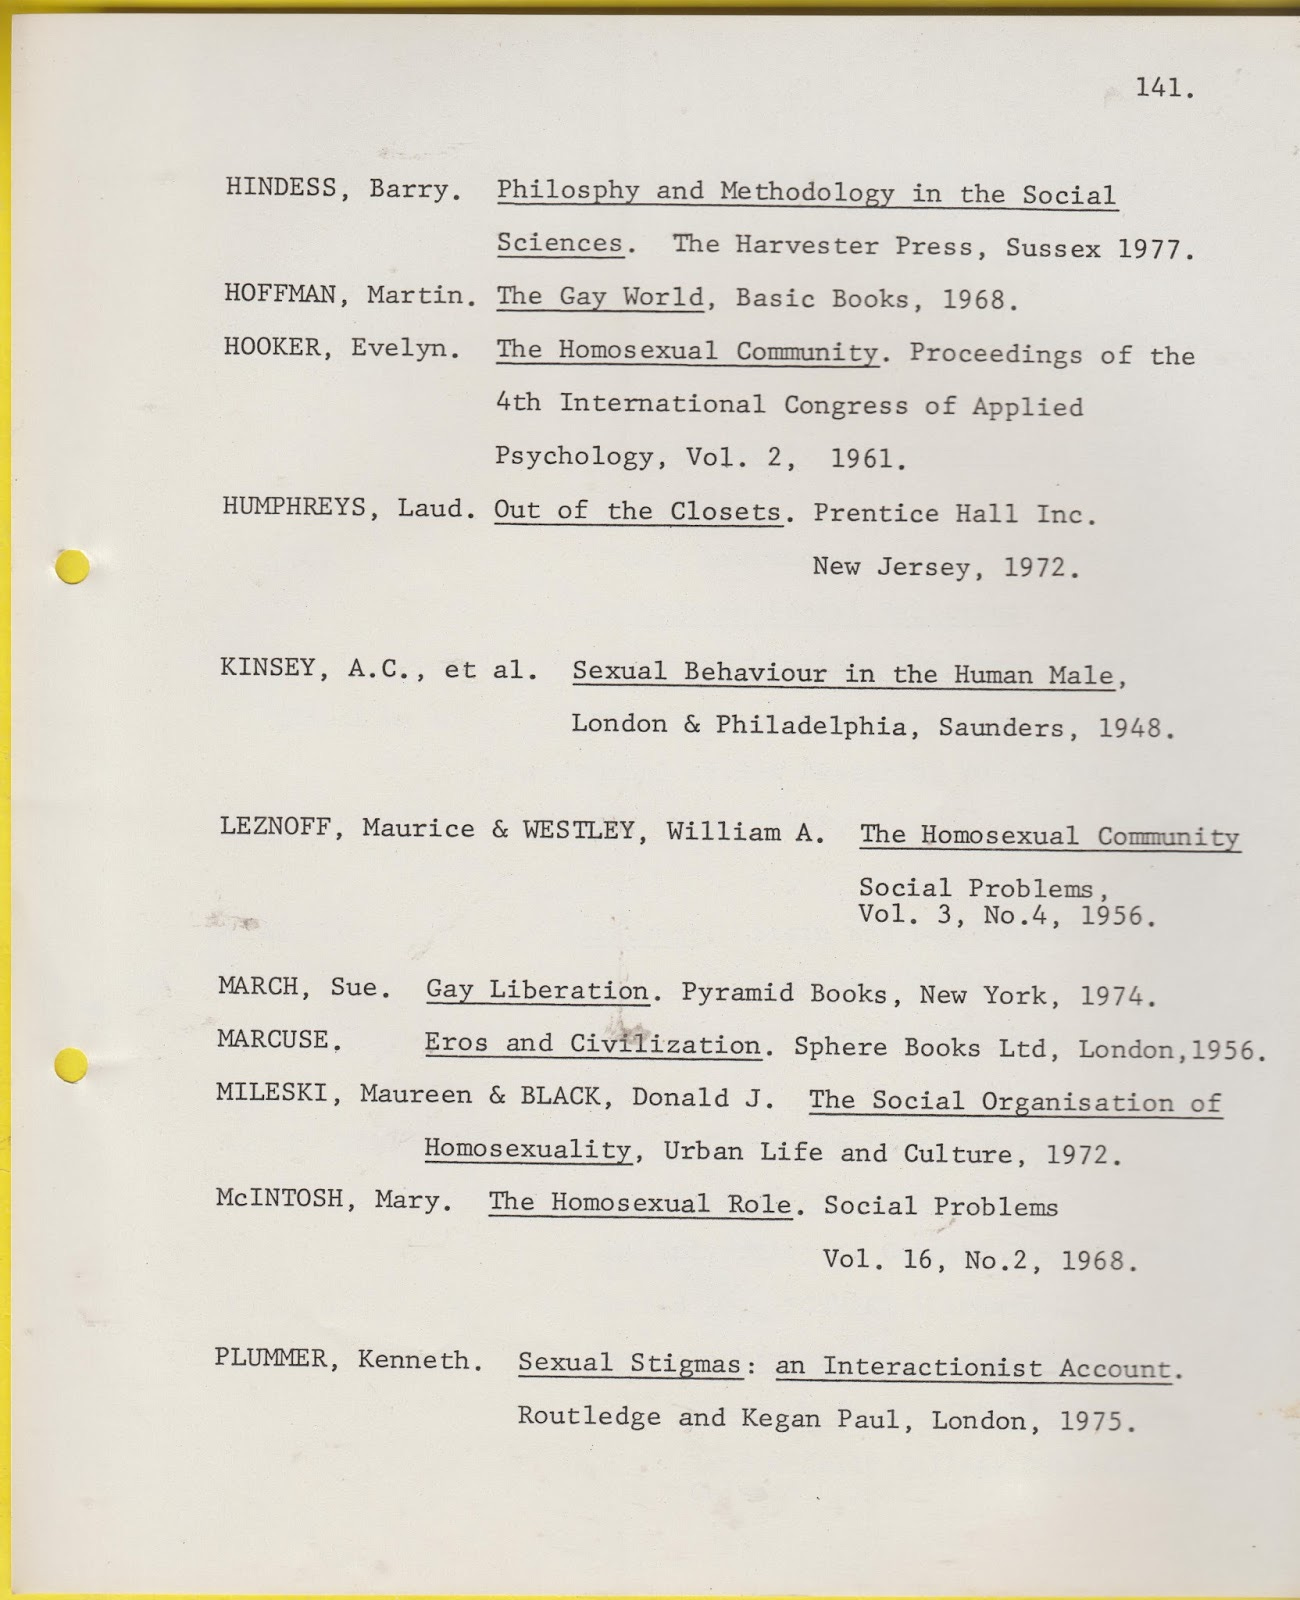 141.
HINDESS, Barry. Philosphy and Methodology in the Social
Sciences. The Harvester Press, Sussex 1977.
HOFFMAN, Martin. The Gay World, Basic Books, 1968.
HOOKER, Evelyn. The Homosexual Community. Proceedings of the
4th International Congress of Applied
Psychology, Vol. 2, 1961.
HUMPHREYS, Laud. Out of the Closets. Prentice Hall Inc.
New Jersey, 1972.
KINSEY, A.C., et al. Sexual Behaviour in the Human Male,
London & Philadelphia, Saunders, 1948.
LEZNOFF, Maurice & WESTLEY, William A. The Homosexual Community
Social Problems,
Vol. 3, No.4, 1956.
MARCH, Sue. Gay Liberation. Pyramid Books, New York, 1974.
MARCUSE. Eros and Civilization. Sphere Books Ltd, London,1956.
MILESKI, Maureen & BLACK, Donald J. The Social Organisation of
Homosexuality, Urban Life and Culture, 1972.
McINTOSH, Mary. The Homosexual Role. Social Problems
Vol. 16, No.2, 1968.
PLUMMER, Kenneth. Sexual Stigmas: an Interactionist Account.
Routledge and Kegan Paul, London, 1975.